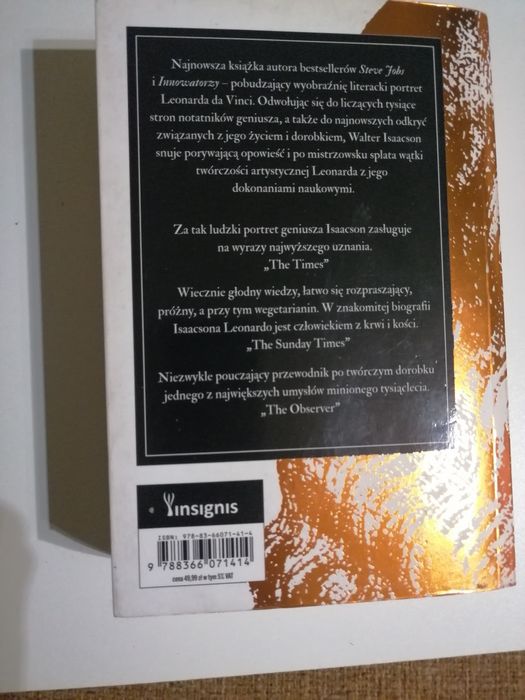 Najnowsza książka autora bestsellerów Steve Jobs
i Innowatorzy – pobudzający wyobraźnię literacki portret
Leonarda da Vinci. Odwołując się do liczących tysiące
stron notatników geniusza, a także do najnowszych odkryć
związanych z jego życiem i dorobkiem, Walter Isaacson
snuje porywającą opowieść i po mistrzowsku splata wątki
twórczości artystycznej Leonarda z jego
dokonaniami naukowymi.
Za tak ludzki portret geniusza Isaacson zasługuje
na wyrazy najwyższego uznania.
„The Times”
Wiecznie głodny wiedzy, łatwo się rozpraszający,
próżny, a przy tym wegetarianin. W znakomitej biografii
Isaacsona Leonardo jest człowiekiem z krwi i kości.
„The Sunday Times”
Niezwykle pouczający przewodnik po twórczym dorobku
jednego z największych umysłów minionego tysiąclecia.
„The Observer”
insignis
ISBN: 978-83-66071-41-4
9 788366 071414
cena 49,99 zł w tym 5% VAT